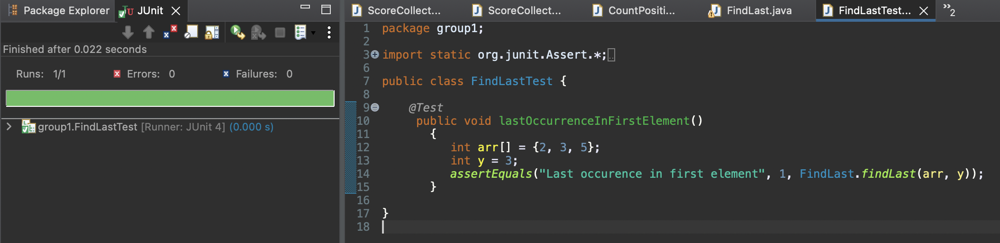 Package Explorer JUnit
Finished after 0.022 seconds
Runs: 1/1 Errors: 0 Failures: 0
group1.FindLastTest [Runner: JUnit 4] (0.000 s)
ScoreCollect... ScoreCollect... CountPositi... FindLast.java FindLastTest... »2
1 package group1;
2
3 import static org.junit.Assert.*;
6
7 public class FindLastTest {
8
9 @Test
10 public void lastOccurrenceInFirstElement()
11 {
12 int arr[] = {2, 3, 5};
13 int y = 3;
14 assertEquals("Last occurence in first element", 1, FindLast.findLast(arr, y));
15 }
16
17 }
18